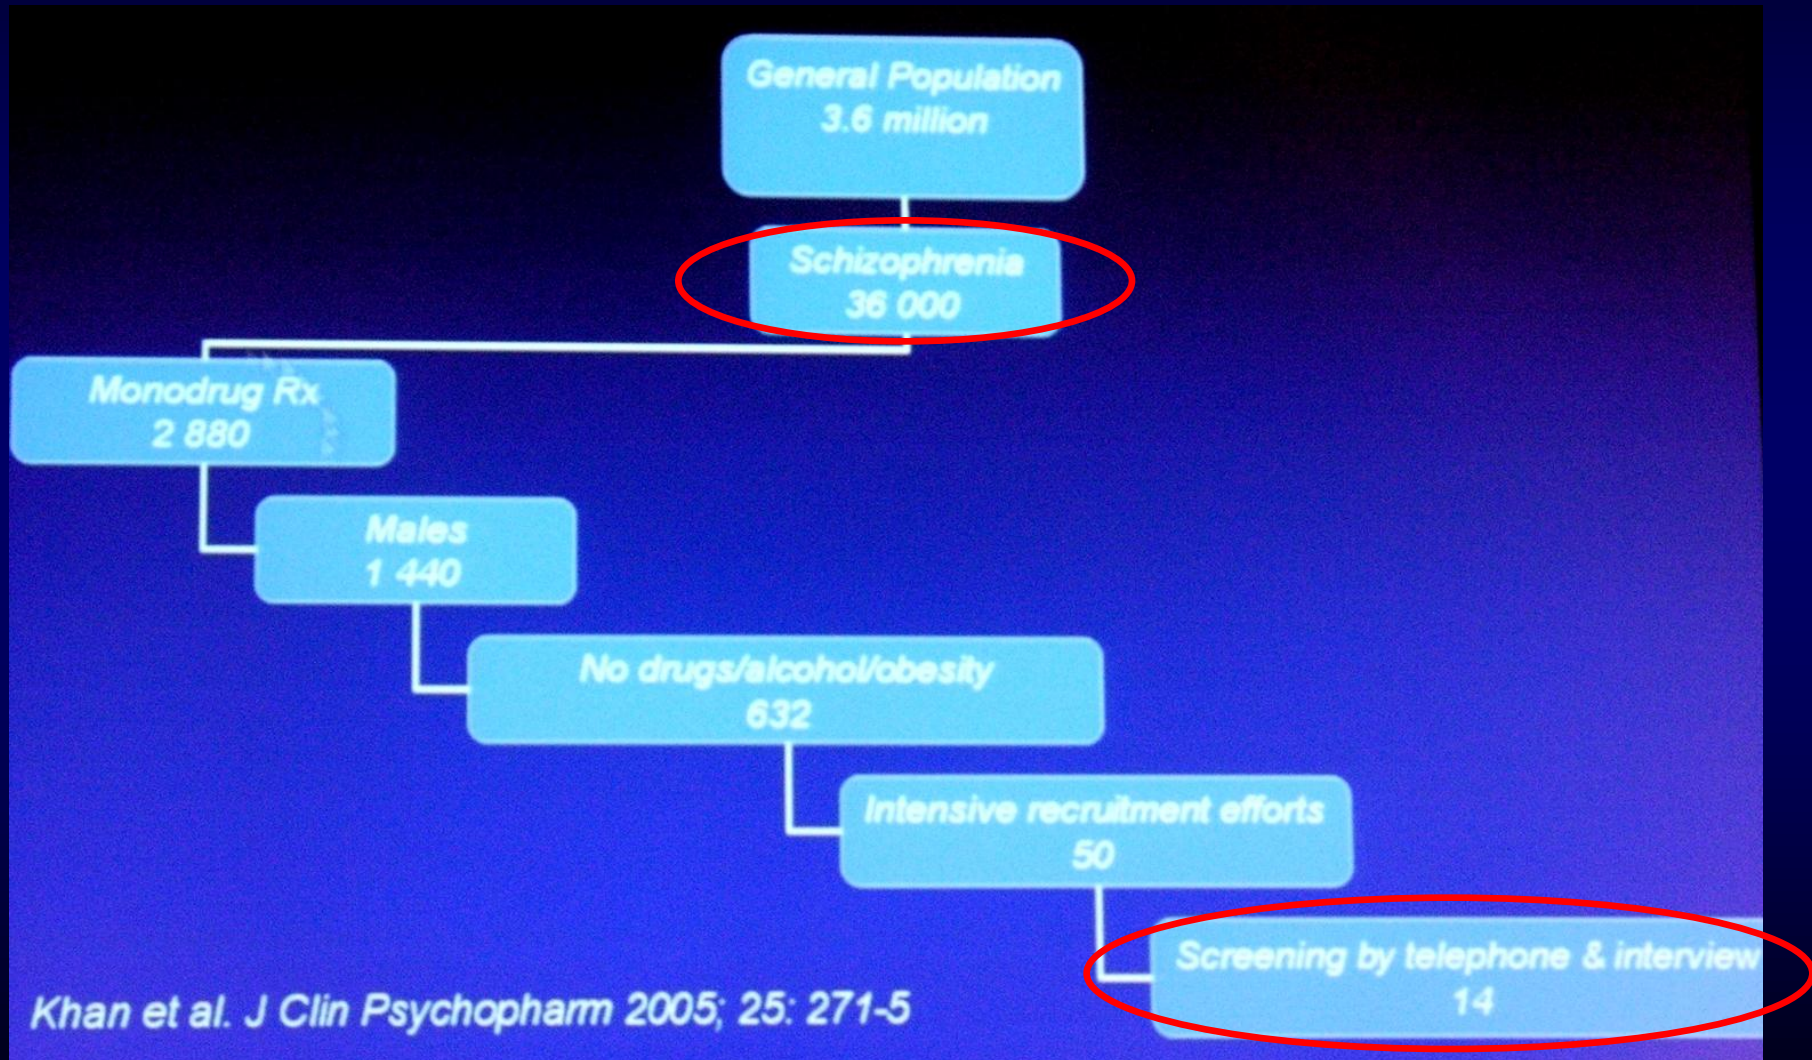 General Population
3.6 million
Schizophrenia
36 000
Monodrug Rx
2 880
Males
1 440
No drugs/alcohol/obesity
632
Intensive recruitment efforts
50
Screening by telephone & interview
14
Khan et al. J Clin Psychopharm 2005; 25: 271-5